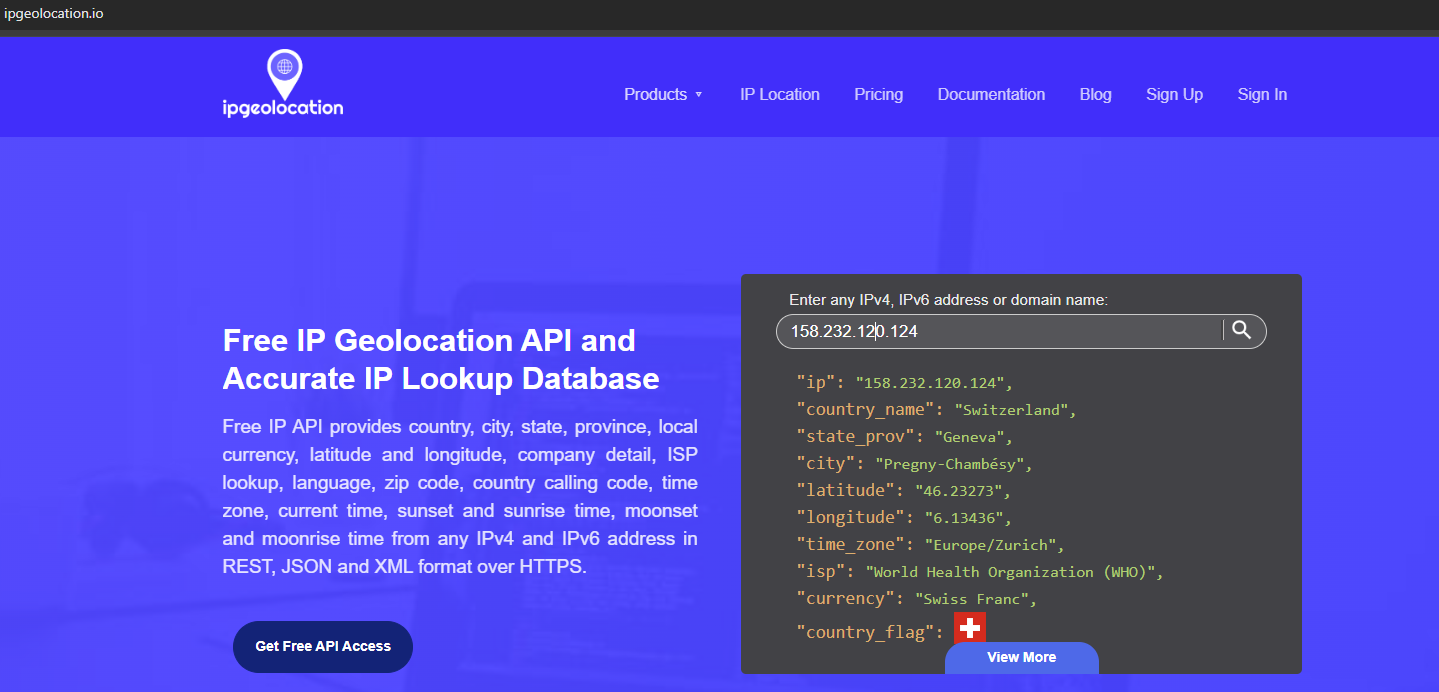 ipgeolocation.io
ipgeolocation
Products ▼ IP Location Pricing Documentation Blog Sign Up Sign In
Free IP Geolocation API and
Accurate IP Lookup Database
Free IP API provides country, city, state, province, local
currency, latitude and longitude, company detail, ISP
lookup, language, zip code, country calling code, time
zone, current time, sunset and sunrise time, moonset
and moonrise time from any IPv4 and IPv6 address in
REST, JSON and XML format over HTTPS.
Get Free API Access
Enter any IPv4, IPv6 address or domain name:
158.232.120.124
"ip": "158.232.120.124",
"country_name": "Switzerland",
"state_prov": "Geneva",
"city": "Pregny-Chambésy",
"latitude": "46.23273",
"longitude": "6.13436",
"time_zone": "Europe/Zurich",
"isp": "World Health Organization (WHO)",
"currency": "Swiss Franc",
"country_flag":
View More